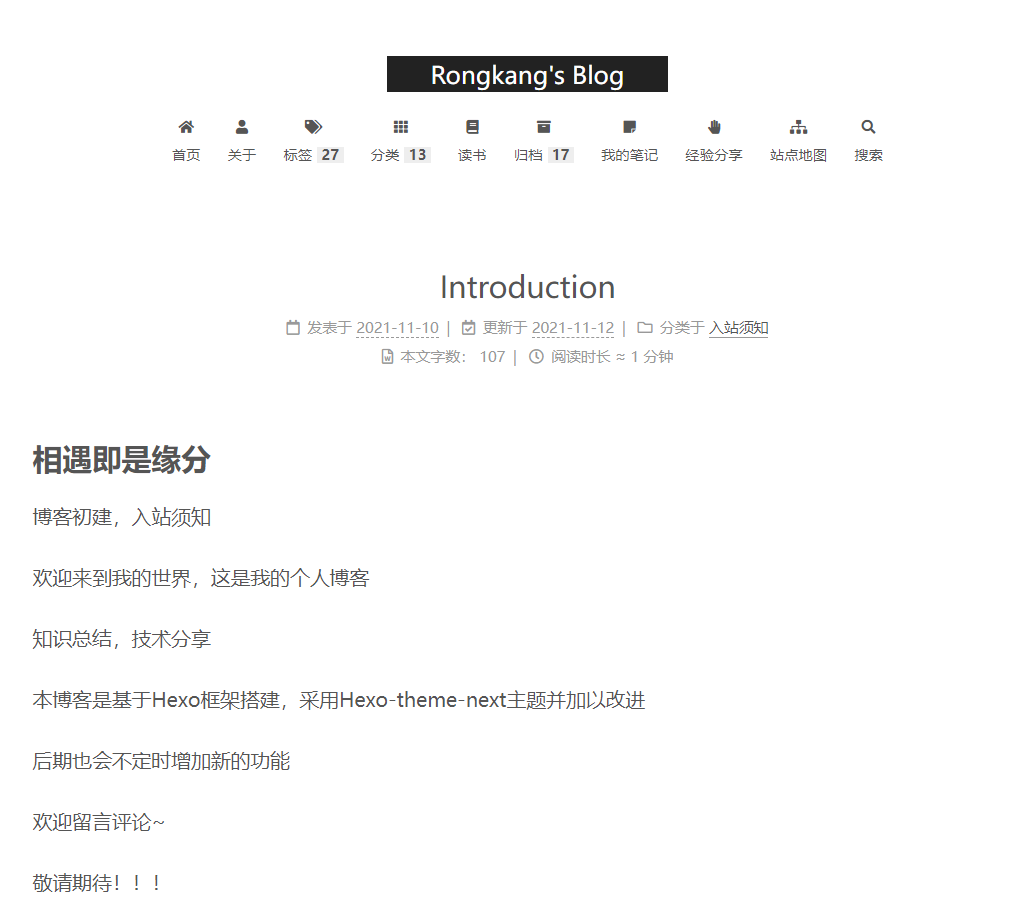 Rongkang's Blog
首页 关于 标签 27 分类 13 读书 归档 17 我的笔记 经验分享 站点地图 搜索
Introduction
发表于 2021-11-10 | 更新于 2021-11-12 | 分类于 入站须知
本文字数： 107 | 阅读时长 ≈ 1 分钟
相遇即是缘分
博客初建，入站须知
欢迎来到我的世界，这是我的个人博客
知识总结，技术分享
本博客是基于Hexo框架搭建，采用Hexo-theme-next主题并加以改进
后期也会不定时增加新的功能
欢迎留言评论~
敬请期待！！！